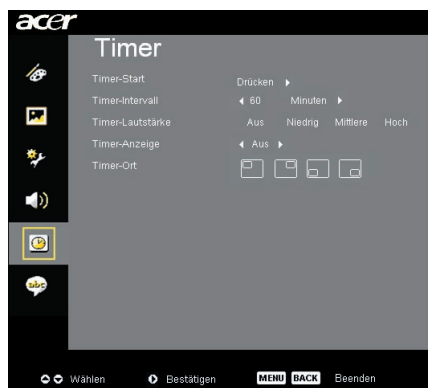 acer
Timer
Timer-Start Drücken
Timer-Intervall 60 Minuten
Timer-Lautstärke Aus Niedrig Mittlere Hoch
Timer-Anzeige Aus
Timer-Ort
abc
Wählen Bestätigen MENU BACK Beenden